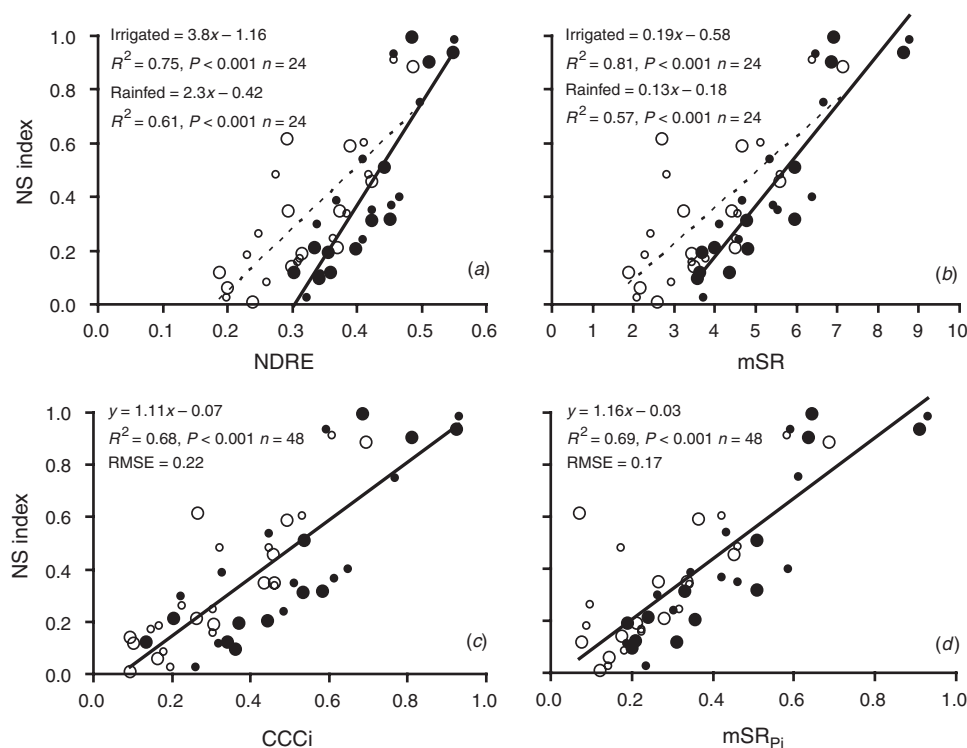 Irrigated = 3.8x – 1.16
R² = 0.75, P < 0.001 n = 24
Rainfed = 2.3x – 0.42
R² = 0.61, P < 0.001 n = 24
NS index
1.0
0.8
0.6
0.4
0.2
0.0
0.0 0.1 0.2 0.3 0.4 0.5 0.6
NDRE
(a)
Irrigated = 0.19x – 0.58
R² = 0.81, P < 0.001 n = 24
Rainfed = 0.13x – 0.18
R² = 0.57, P < 0.001 n = 24
0 1 2 3 4 5 6 7 8 9 10
mSR
(b)
y = 1.11x – 0.07
R² = 0.68, P < 0.001 n = 48
RMSE = 0.22
NS index
1.0
0.8
0.6
0.4
0.2
0.0
0.0 0.2 0.4 0.6 0.8 1.0
CCCi
(c)
y = 1.16x – 0.03
R² = 0.69, P < 0.001 n = 48
RMSE = 0.17
0.0 0.2 0.4 0.6 0.8 1.0
mSR_Pi
(d)